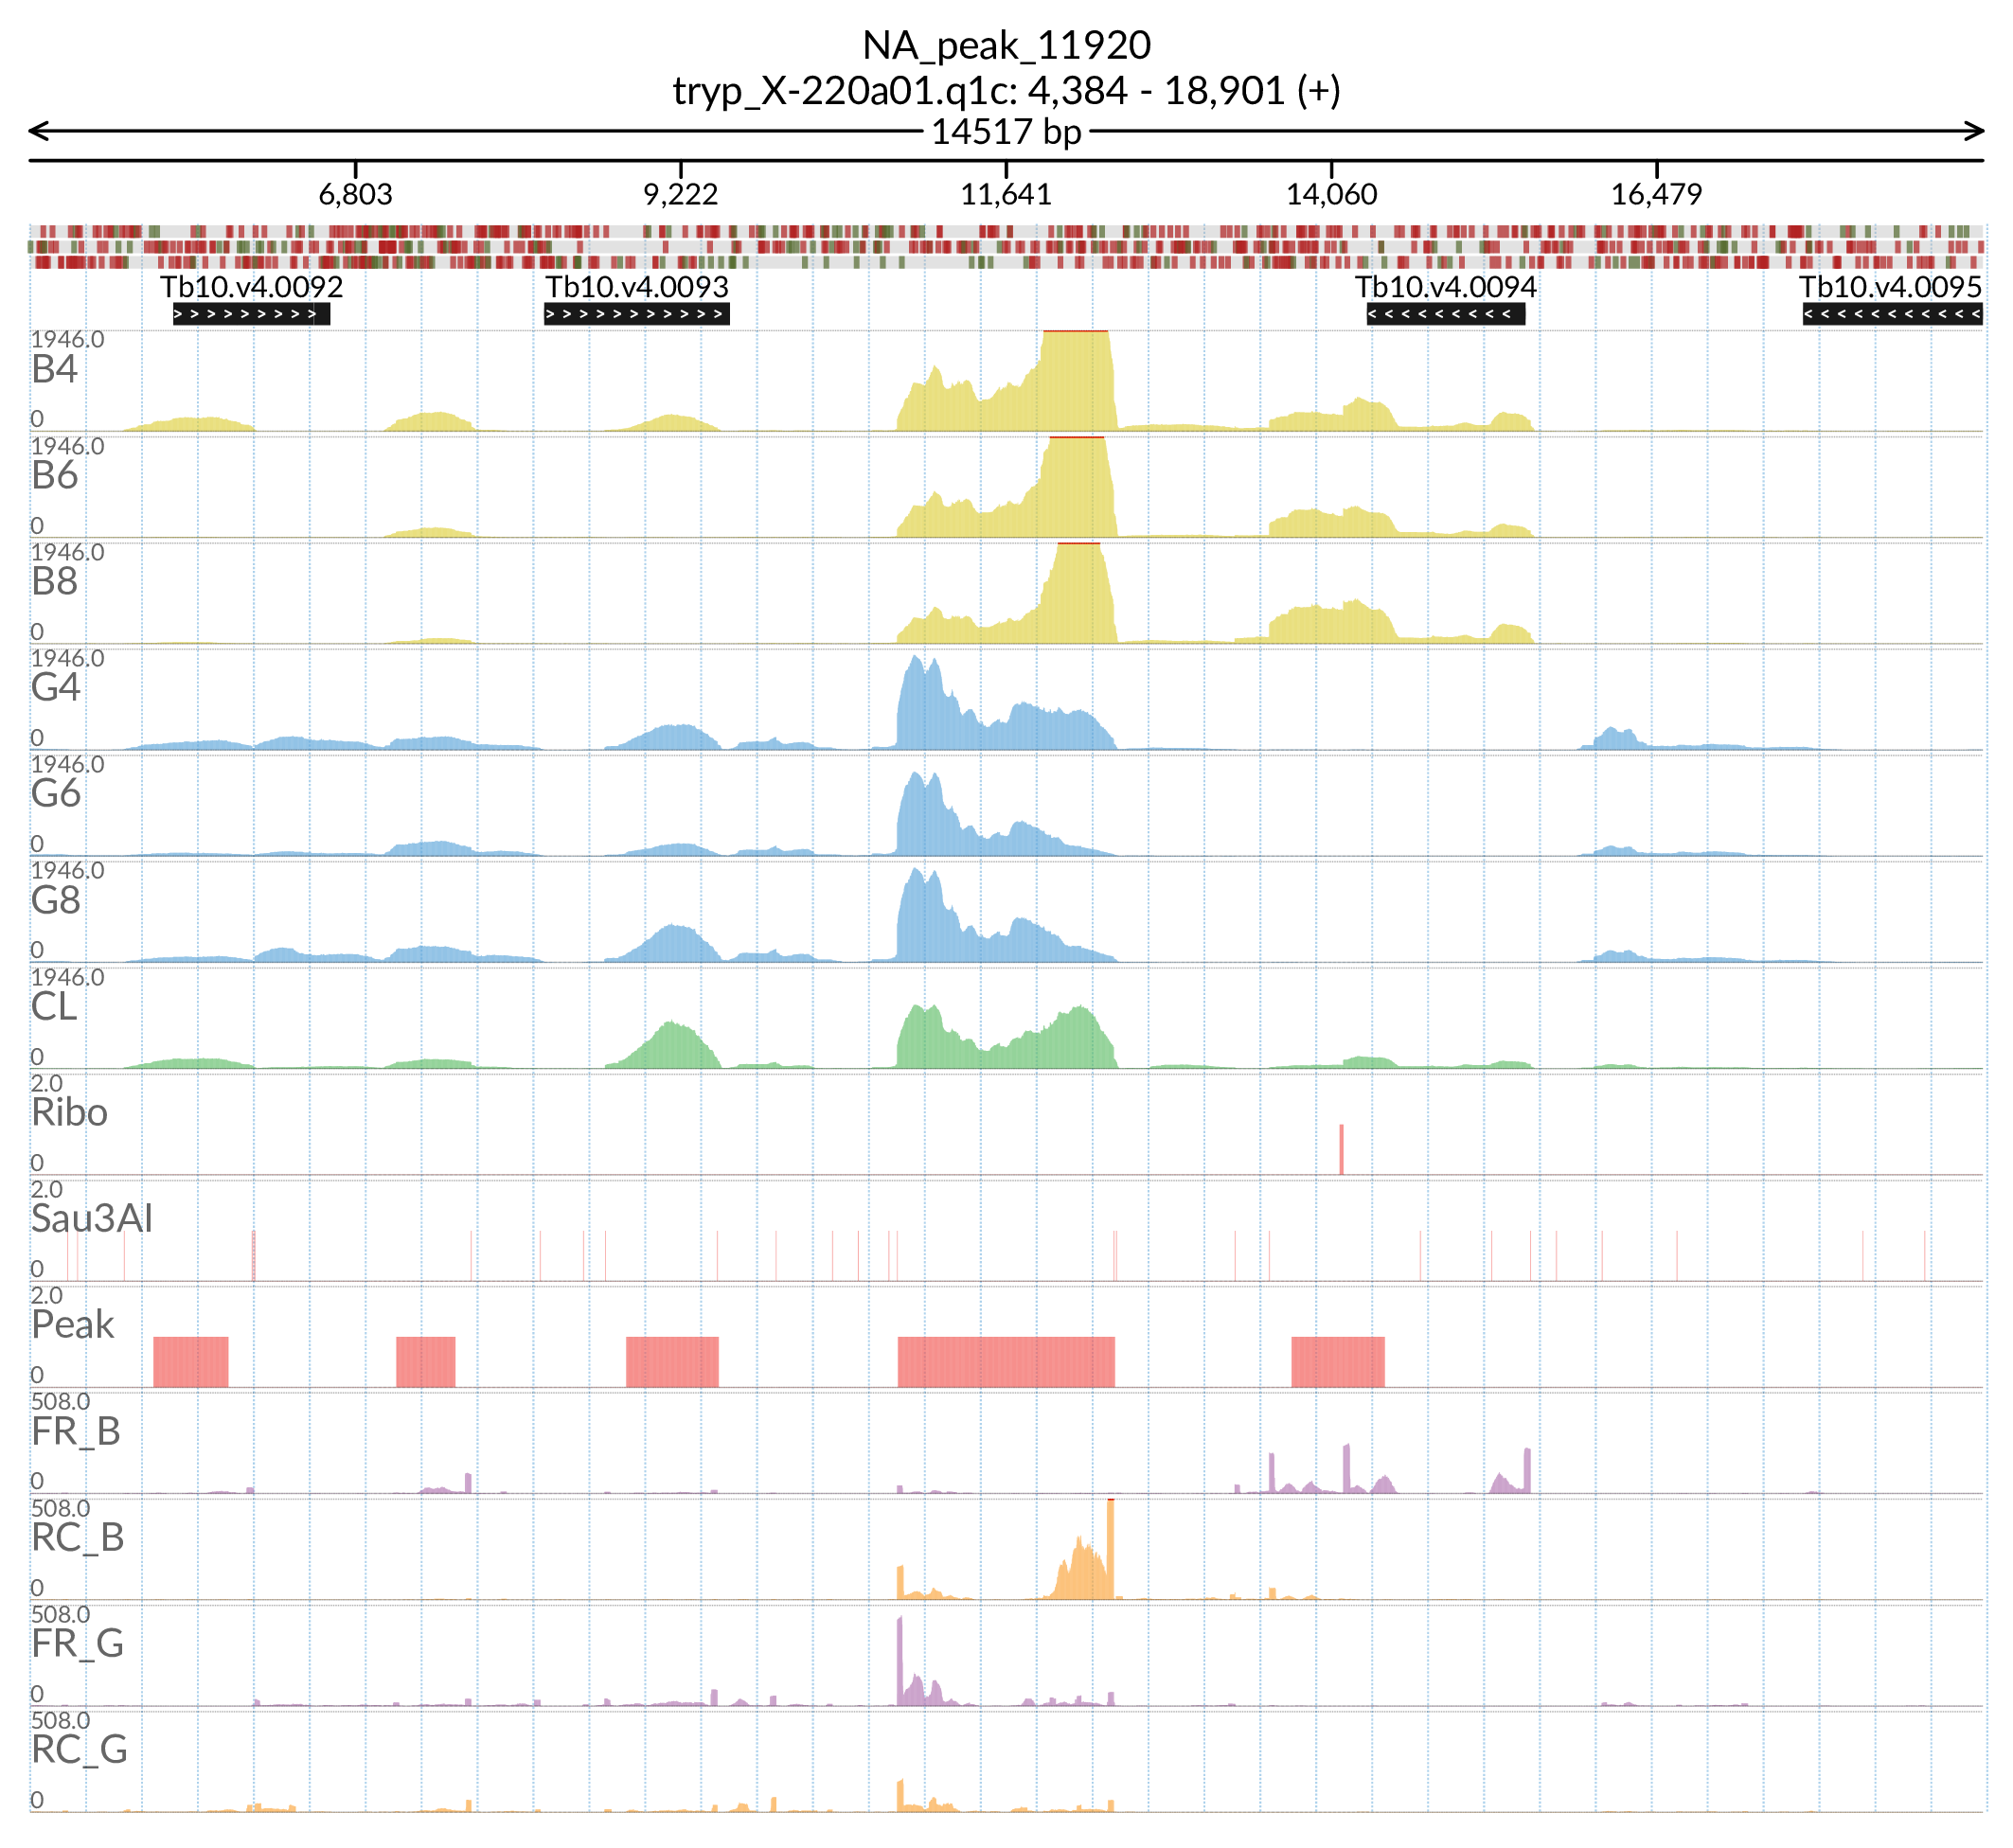 NA_peak_11920
tryp_X-220a01.q1c: 4,384 - 18,901 (+)
14517 bp
6,803 9,222 11,641 14,060 16,479
Tb10.v4.0092 Tb10.v4.0093 Tb10.v4.0094 Tb10.v4.0095
1946.0
B4
0
1946.0
B6
0
1946.0
B8
0
1946.0
G4
0
1946.0
G6
0
1946.0
G8
0
1946.0
CL
0
2.0
Ribo
0
2.0
Sau3AI
0
2.0
Peak
0
508.0
FR_B
0
508.0
RC_B
0
508.0
FR_G
0
508.0
RC_G
0